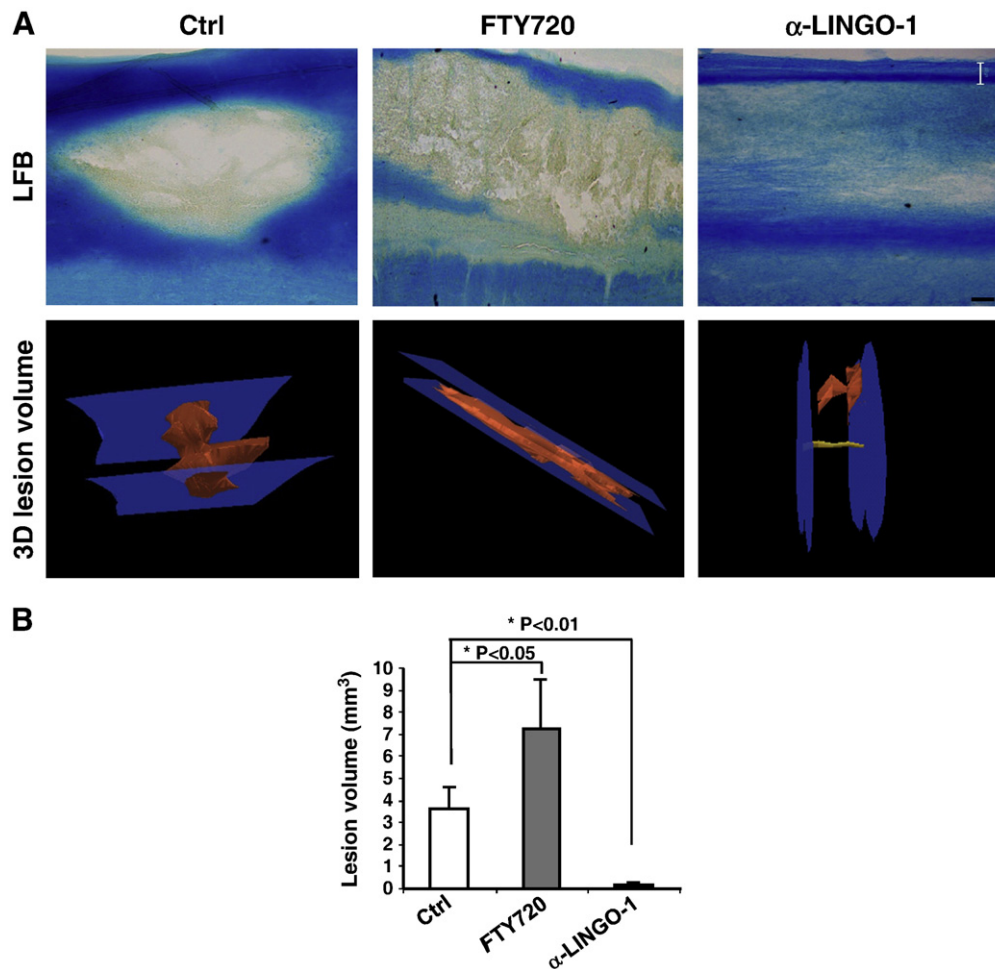 A
Ctrl
FTY720
α-LINGO-1
LFB
3D lesion volume
B
* P<0.01
* P<0.05
Lesion volume (mm³)
10
9
8
7
6
5
4
3
2
1
0
Ctrl
FTY720
α-LINGO-1